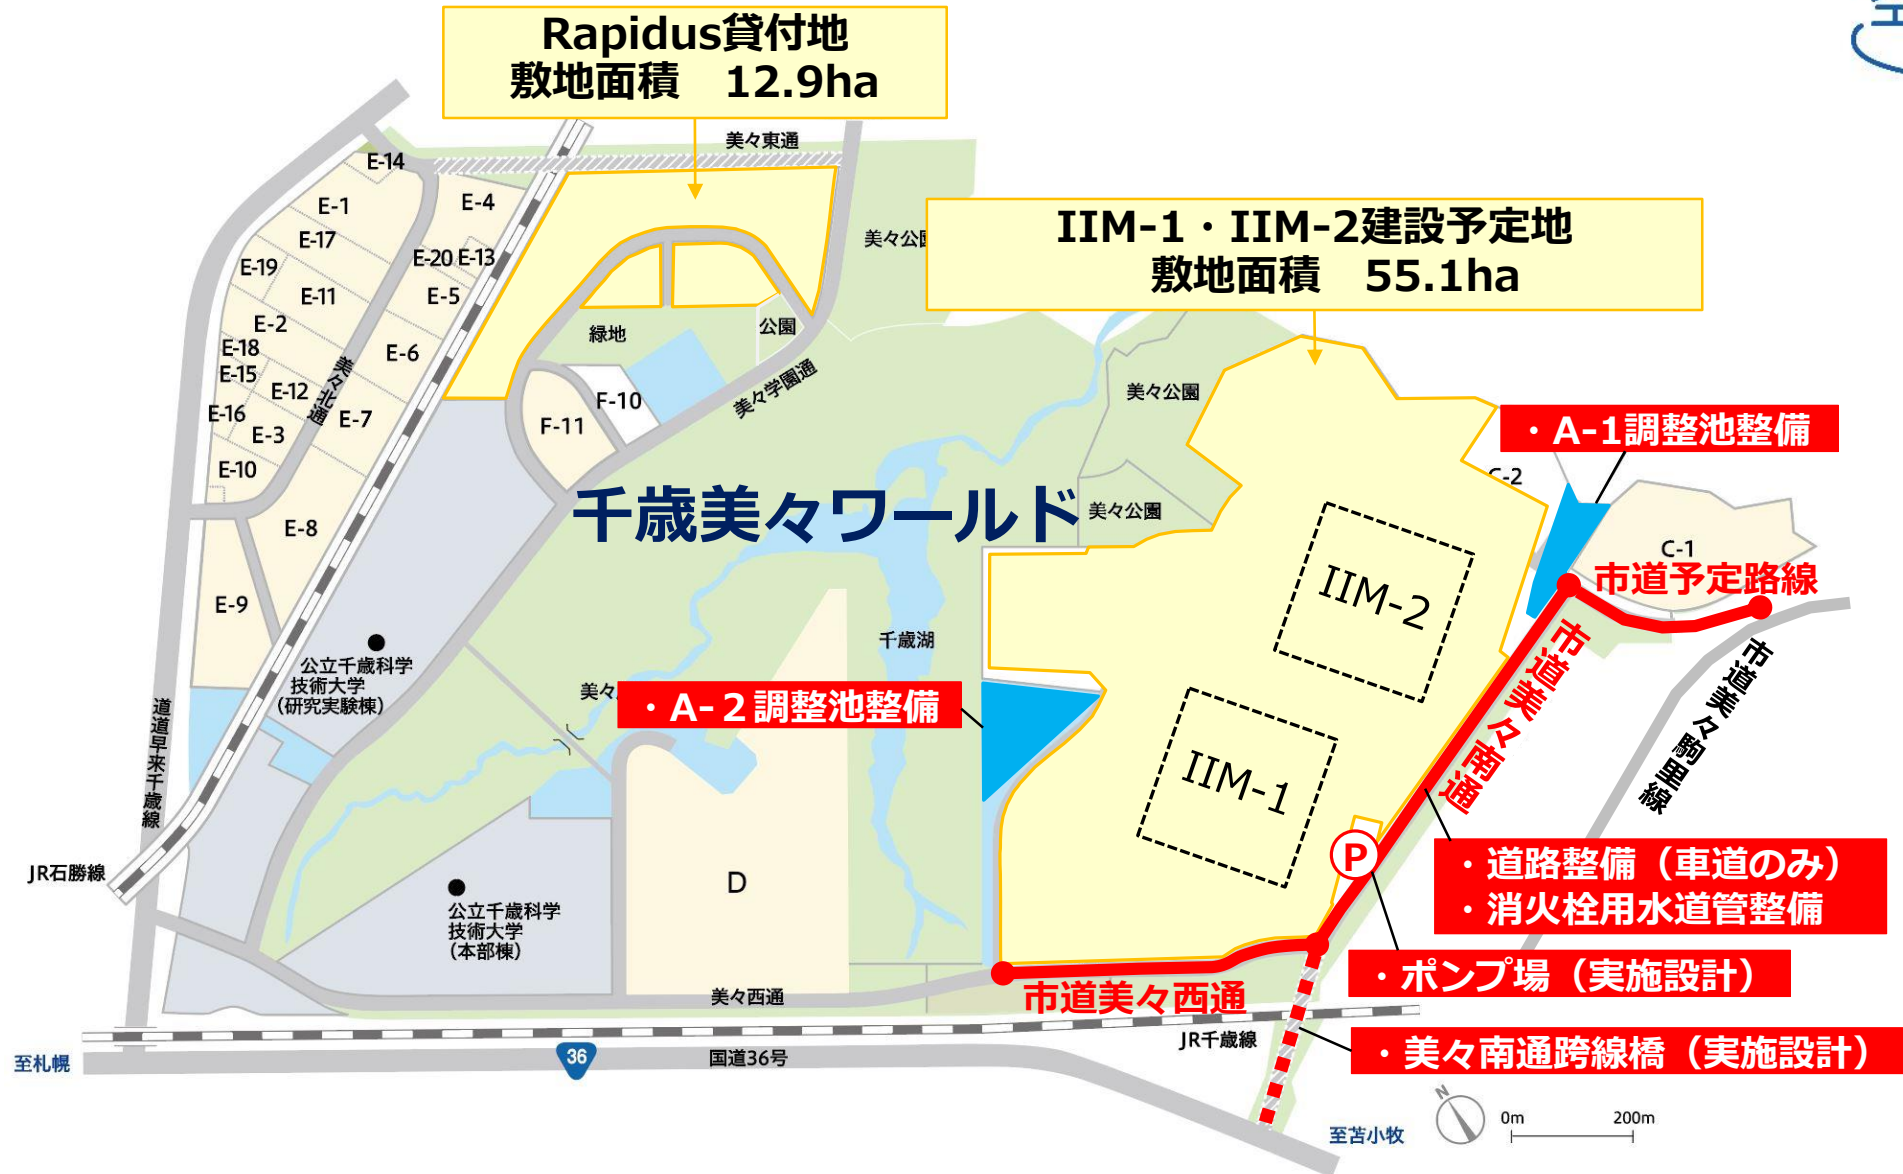 Rapidus貸付地
敷地面積　12.9ha
美々東通
E-14
E-1
E-4
E-17
E-20
E-13
E-19
E-11
E-5
E-2
E-18
E-6
E-15
E-12
美々北通
E-16
E-7
E-3
E-10
E-8
E-9
美々公園
IIM-1・IIM-2建設予定地
敷地面積　55.1ha
緑地
公園
美々学園通
F-10
F-11
美々公園
・A-1調整池整備
C-2
千歳美々ワールド
美々公園
C-1
市道予定路線
IIM-2
千歳湖
公立千歳科学
技術大学
(研究実験棟)
美々
・A-２調整池整備
市道美々南通
市道美々駒里線
道道早来千歳線
IIM-1
JR石勝線
D
P
・道路整備（車道のみ）
・消火栓用水道管整備
公立千歳科学
技術大学
(本部棟)
・ポンプ場（実施設計）
美々西通
市道美々西通
JR千歳線
・美々南通跨線橋（実施設計）
至札幌
36
国道36号
至苫小牧
N
0m
200m